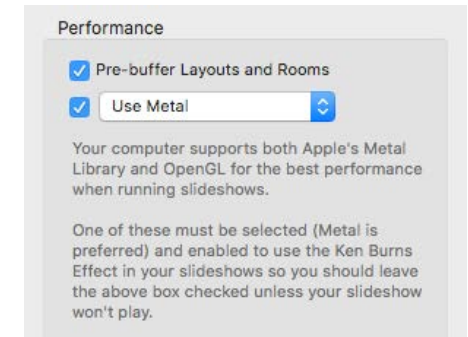 Performance
Pre-buffer Layouts and Rooms
Use Metal
Your computer supports both Apple's Metal
Library and OpenGL for the best performance
when running slideshows.
One of these must be selected (Metal is
preferred) and enabled to use the Ken Burns
Effect in your slideshows so you should leave
the above box checked unless your slideshow
won't play.